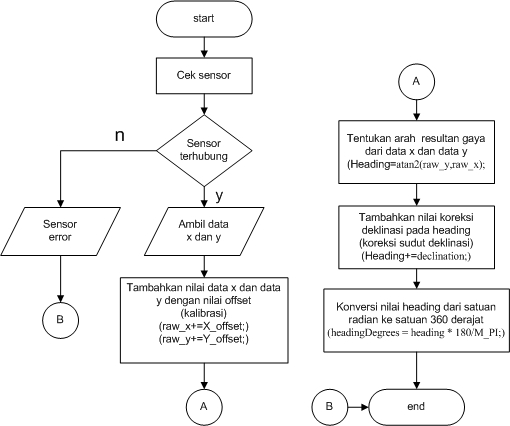 start
Cek sensor
n
Sensor
terhubung
y
Sensor
error
Ambil data
x dan y
B
Tambahkan nilai data x dan data
y dengan nilai offset
(kalibrasi)
(raw_x+=X_offset;)
(raw_y+=Y_offset;)
A
A
Tentukan arah resultan gaya
dari data x dan data y
(Heading=atan2(raw_y,raw_x);
Tambahkan nilai koreksi
deklinasi pada heading
(koreksi sudut deklinasi)
(Heading+=declination;)
Konversi nilai heading dari satuan
radian ke satuan 360 derajat
(headingDegrees = heading * 180/M_PI;)
B
end